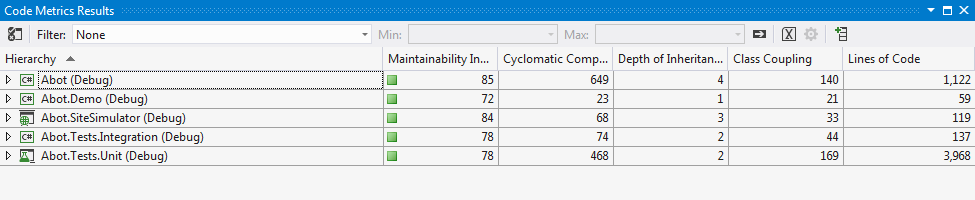 Code Metrics Results
Filter: None Min: Max:
Hierarchy Maintainability In... Cyclomatic Comp... Depth of Inheritan... Class Coupling Lines of Code
C# Abot (Debug) 85 649 4 140 1,122
C# Abot.Demo (Debug) 72 23 1 21 59
Abot.SiteSimulator (Debug) 84 68 3 33 119
C# Abot.Tests.Integration (Debug) 78 74 2 44 137
Abot.Tests.Unit (Debug) 78 468 2 169 3,968